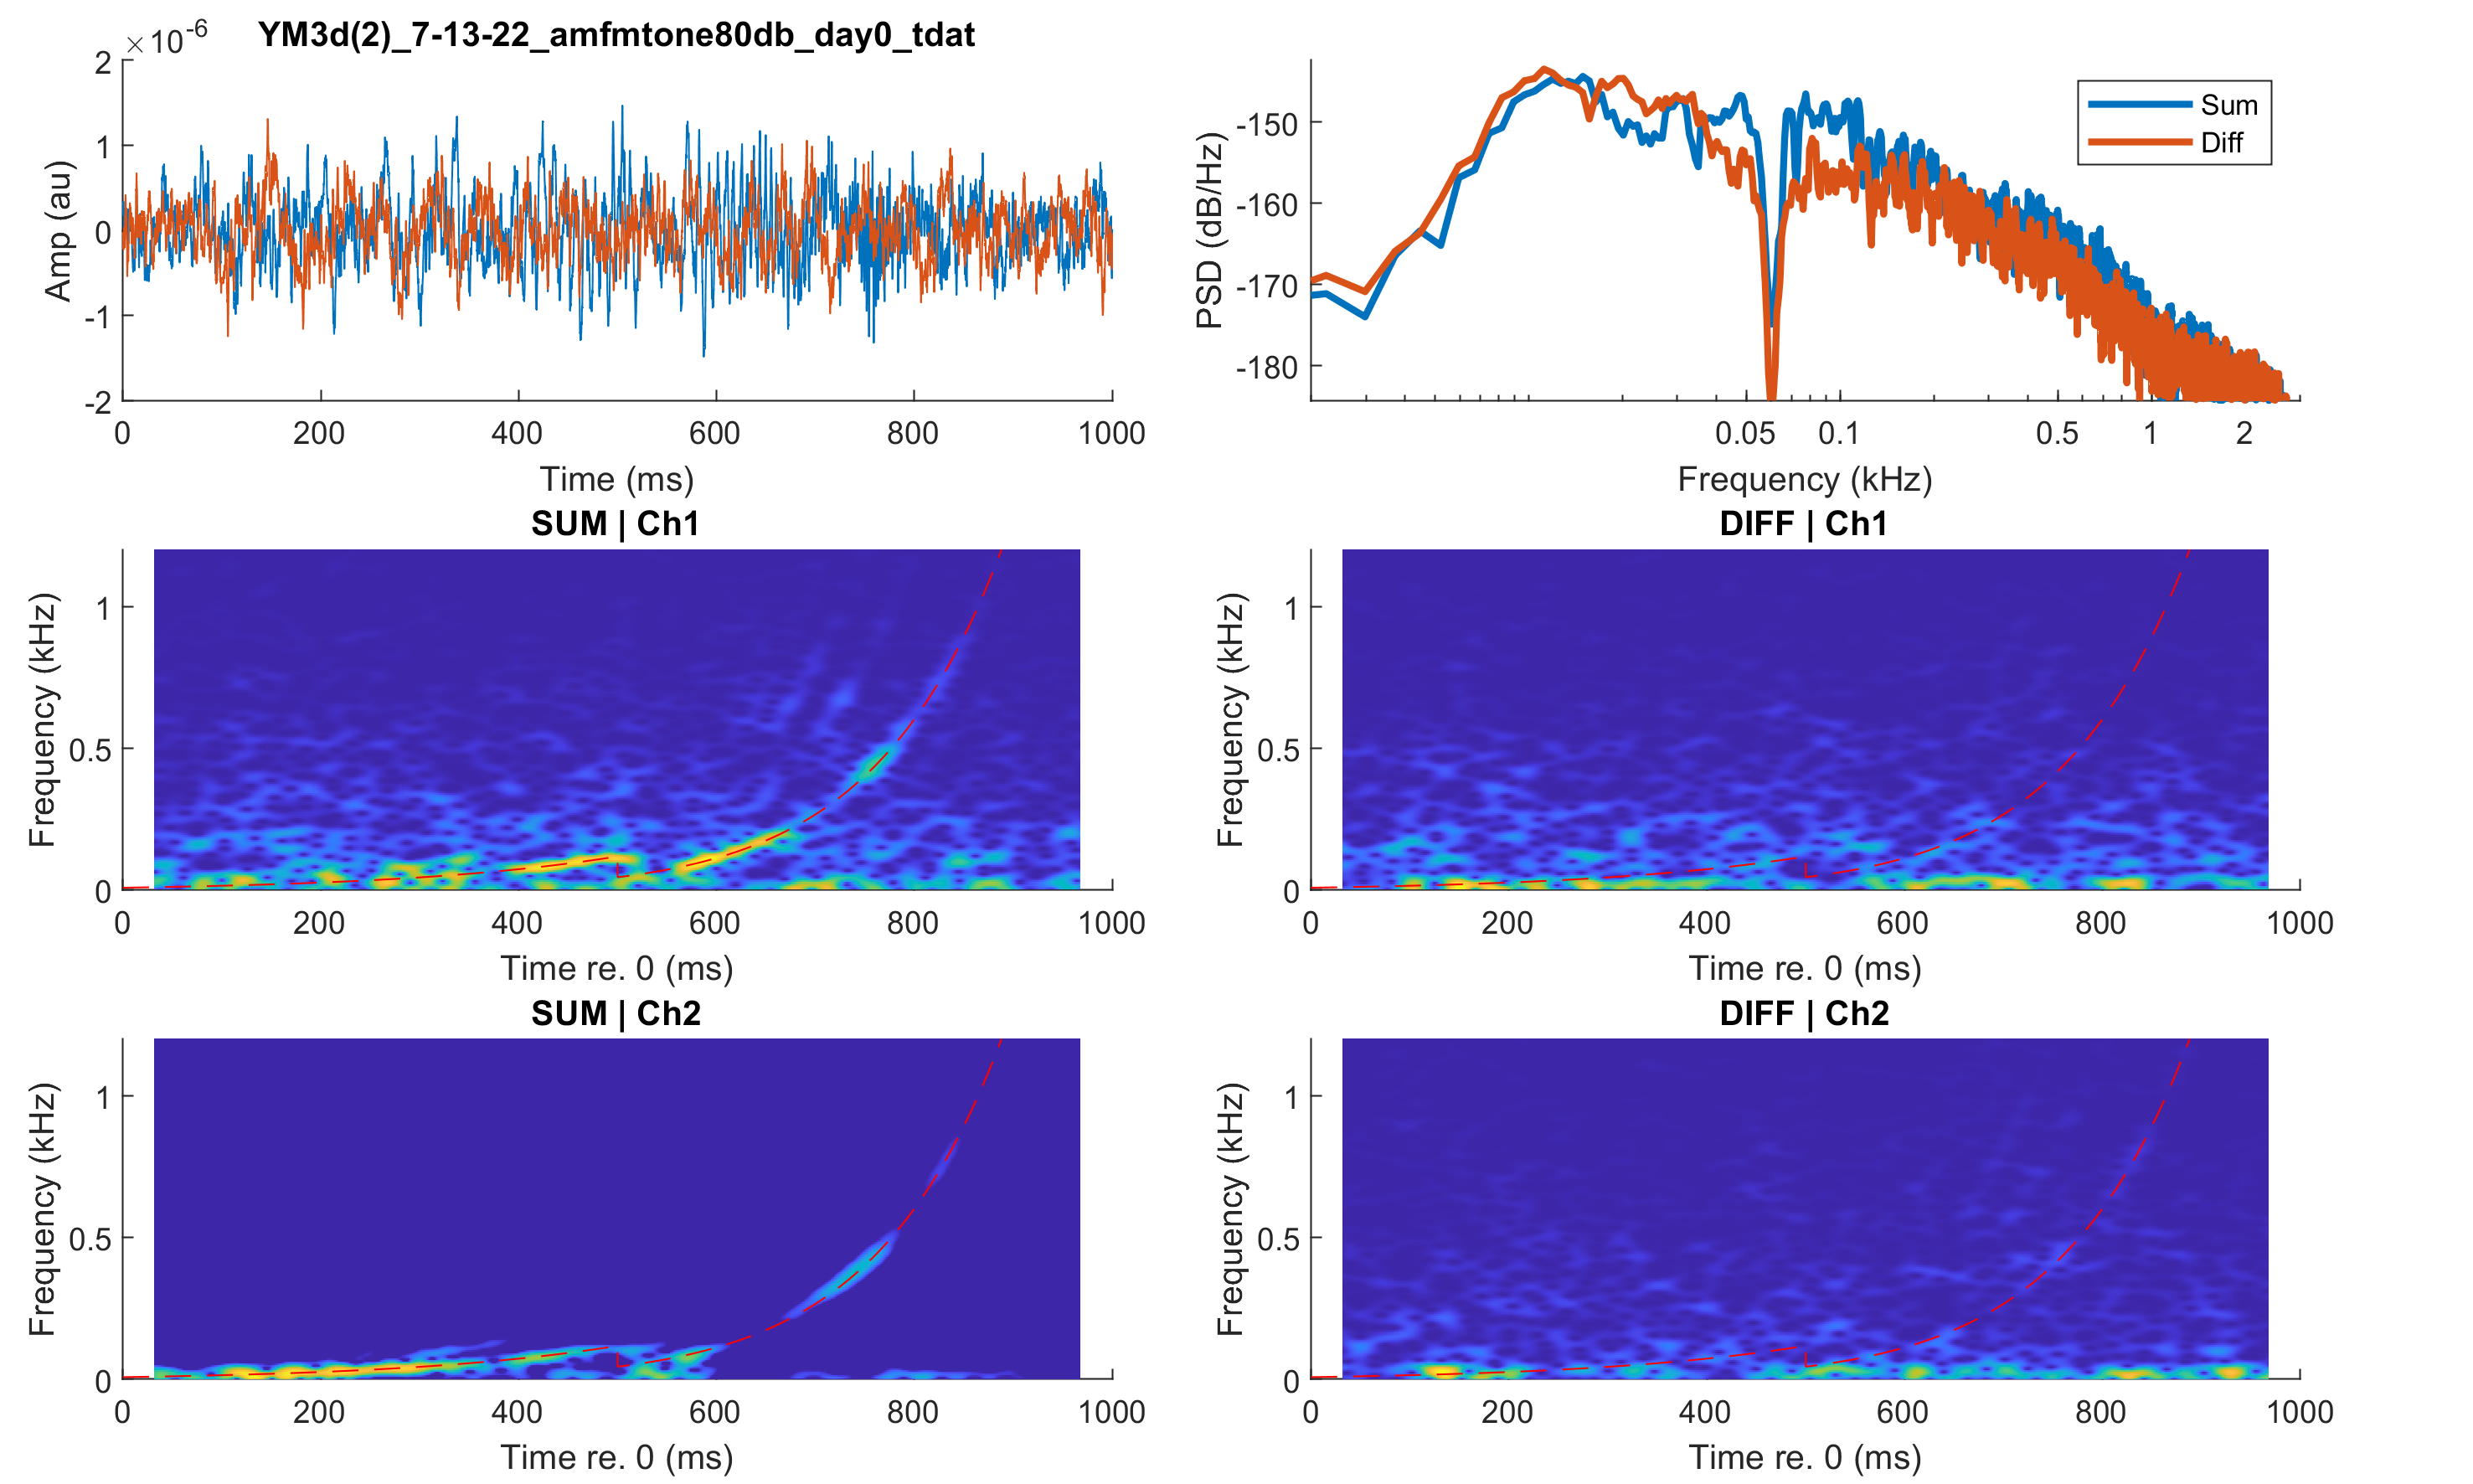 YM3d(2)_7-13-22_amfmtone80db_day0_tdat
×10-6
2
1
0
-1
-2
Amp (au)
0 200 400 600 800 1000
Time (ms)
-150
-160
-170
-180
PSD (dB/Hz)
Sum
Diff
0.05 0.1 0.5 1 2
Frequency (kHz)
SUM | Ch1
1
0.5
0
Frequency (kHz)
0 200 400 600 800 1000
Time re. 0 (ms)
DIFF | Ch1
1
0.5
0
Frequency (kHz)
0 200 400 600 800 1000
Time re. 0 (ms)
SUM | Ch2
1
0.5
0
Frequency (kHz)
0 200 400 600 800 1000
Time re. 0 (ms)
DIFF | Ch2
1
0.5
0
Frequency (kHz)
0 200 400 600 800 1000
Time re. 0 (ms)